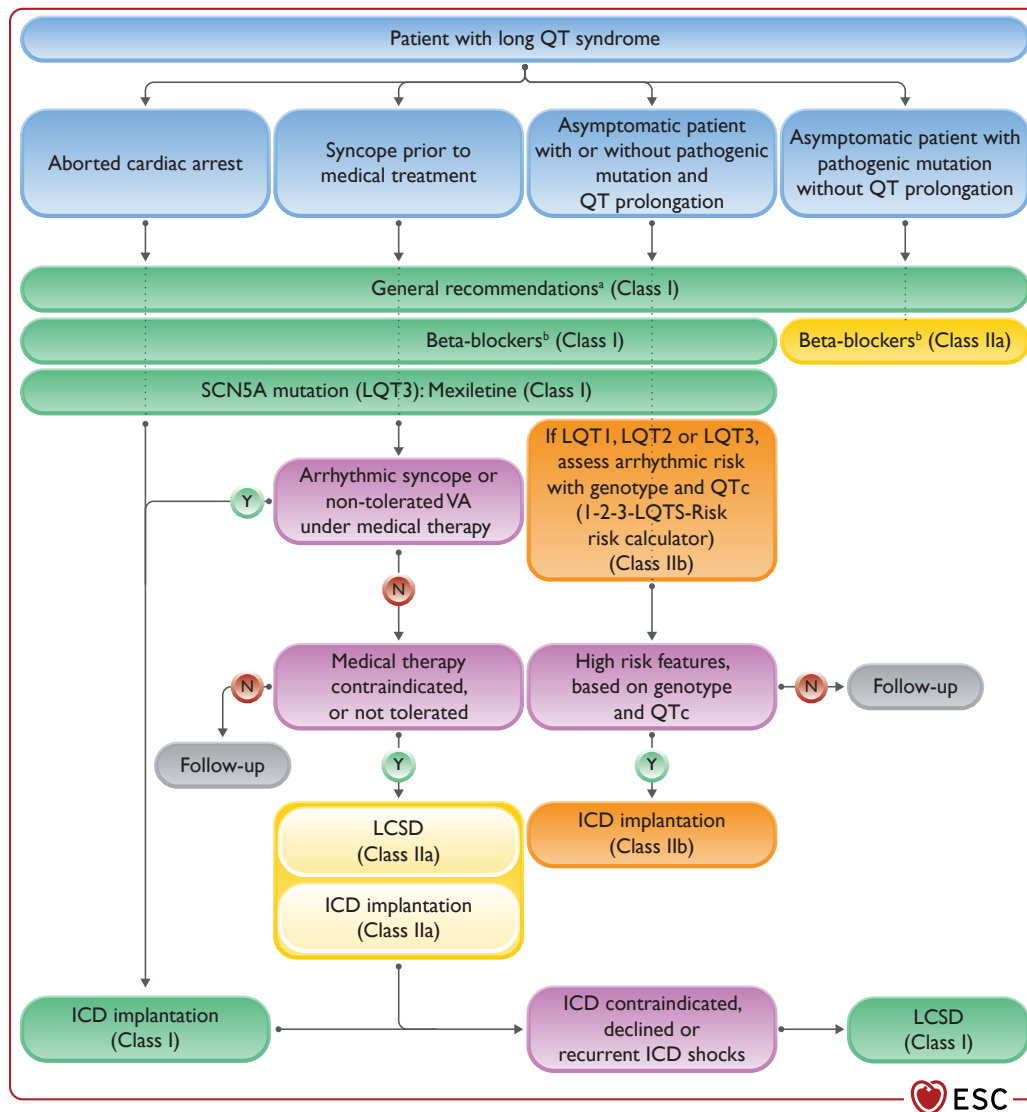 Patient with long QT syndrome
Aborted cardiac arrest
Syncope prior to
medical treatment
Asymptomatic patient
with or without pathogenic
mutation and
QT prolongation
Asymptomatic patient with
pathogenic mutation
without QT prolongation
General recommendationsᵃ (Class I)
Beta-blockersᵇ (Class I)
Beta-blockersᵇ (Class IIa)
SCN5A mutation (LQT3): Mexiletine (Class I)
Arrhythmic syncope or
non-tolerated VA
under medical therapy
Y
If LQT1, LQT2 or LQT3,
assess arrhythmic risk
with genotype and QTc
(1-2-3-LQTS-Risk
risk calculator)
(Class IIb)
N
Medical therapy
contraindicated,
or not tolerated
N
High risk features,
based on genotype
and QTc
N
Follow-up
Follow-up
Y
Y
LCSD
(Class IIa)
ICD implantation
(Class IIa)
ICD implantation
(Class IIb)
ICD implantation
(Class I)
ICD contraindicated,
declined or
recurrent ICD shocks
LCSD
(Class I)
ESC